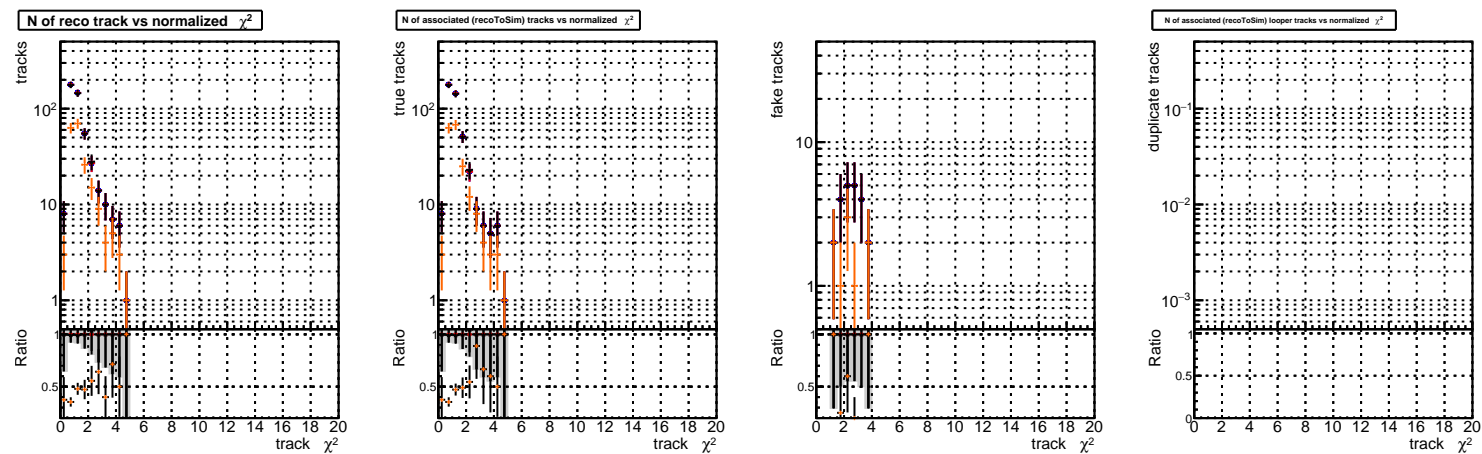 N of reco track vs normalized χ²
tracks
10²
10
1
Ratio
1
0.5
0 2 4 6 8 10 12 14 16 18 20
track χ²
N of associated (recoToSim) tracks vs normalized χ²
true tracks
10²
10
1
Ratio
1
0.5
0 2 4 6 8 10 12 14 16 18 20
track χ²
fake tracks
10
1
Ratio
1
0.5
0 2 4 6 8 10 12 14 16 18 20
track χ²
N of associated (recoToSim) looper tracks vs normalized χ²
duplicate tracks
10⁻¹
10⁻²
10⁻³
Ratio
1
0.5
0
0 2 4 6 8 10 12 14 16 18 20
track χ²